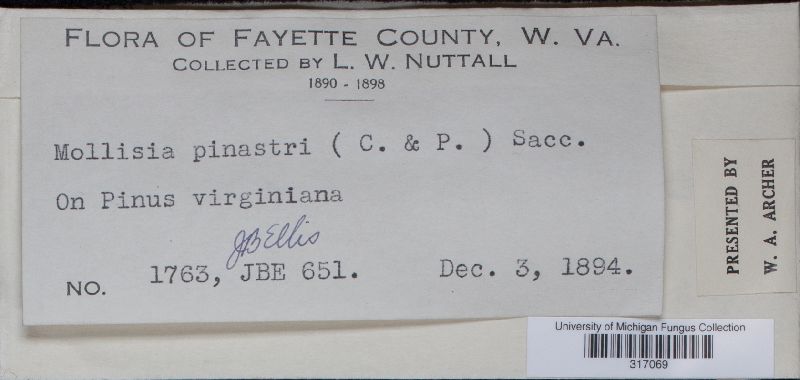 FLORA OF FAYETTE COUNTY, W. VA.
COLLECTED BY L. W. NUTTALL
1890 - 1898
Mollisia pinastri ( C. & P. ) Sacc.
On Pinus virginiana
JBEllis
NO. 1763, JBE 651. Dec. 3, 1894.
PRESENTED BY
W. A. ARCHER
University of Michigan Fungus Collection
317069